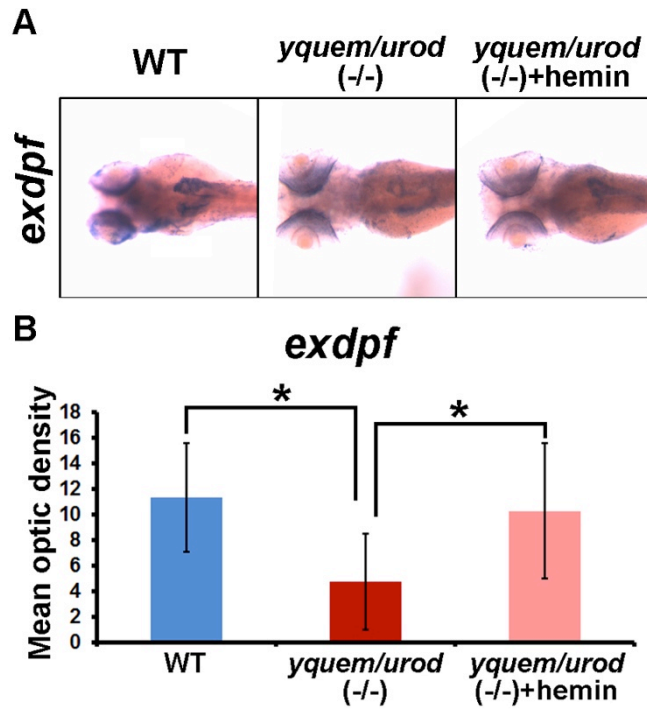 A
WT
yquem/urod
(-/-)
yquem/urod
(-/-)+hemin
exdpf
B
exdpf
*
*
Mean optic density
18
16
14
12
10
8
6
4
2
0
WT
yquem/urod
(-/-)
yquem/urod
(-/-)+hemin